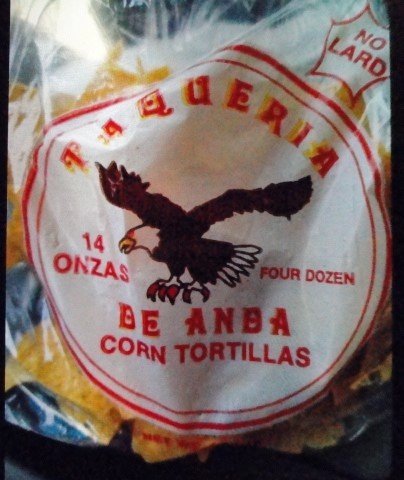 NO
LARD
TAQUERIA
14
ONZAS
FOUR DOZEN
DE ANDA
CORN TORTILLAS